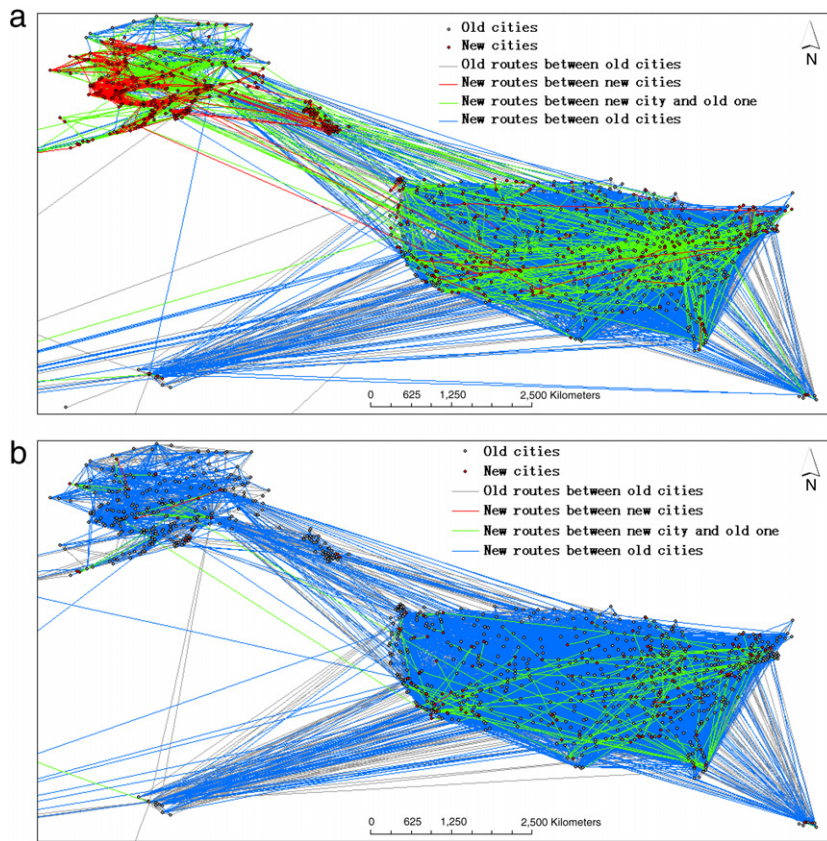 a
Old cities
New cities
Old routes between old cities
New routes between new cities
New routes between new city and old one
New routes between old cities
N
0 625 1,250 2,500 Kilometers
b
Old cities
New cities
Old routes between old cities
New routes between new cities
New routes between new city and old one
New routes between old cities
N
0 625 1,250 2,500 Kilometers